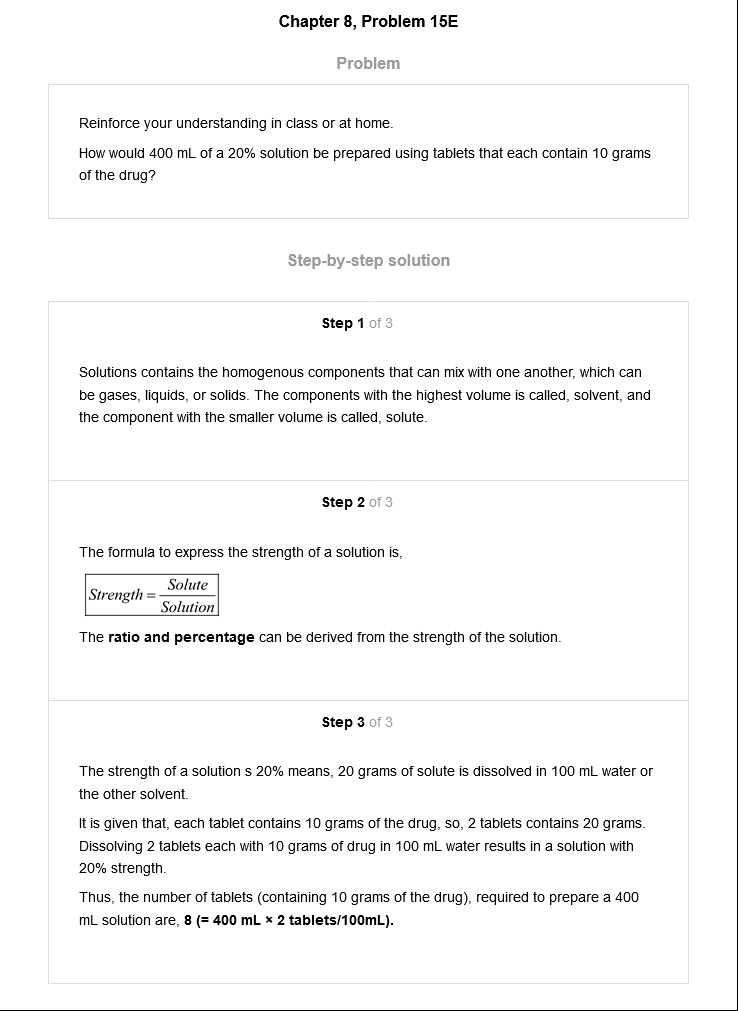 Chapter 8, Problem 15E
Problem
Reinforce your understanding in class or at home.
How would 400 mL of a 20% solution be prepared using tablets that each contain 10 grams
of the drug?
Step-by-step solution
Step 1 of 3
Solutions contains the homogenous components that can mix with one another, which can
be gases, liquids, or solids. The components with the highest volume is called, solvent, and
the component with the smaller volume is called, solute.
Step 2 of 3
The formula to express the strength of a solution is,
Strength = Solute
Solution
The ratio and percentage can be derived from the strength of the solution.
Step 3 of 3
The strength of a solution s 20% means, 20 grams of solute is dissolved in 100 mL water or
the other solvent.
It is given that, each tablet contains 10 grams of the drug, so, 2 tablets contains 20 grams.
Dissolving 2 tablets each with 10 grams of drug in 100 mL water results in a solution with
20% strength.
Thus, the number of tablets (containing 10 grams of the drug), required to prepare a 400
mL solution are, 8 (= 400 mL × 2 tablets/100mL).